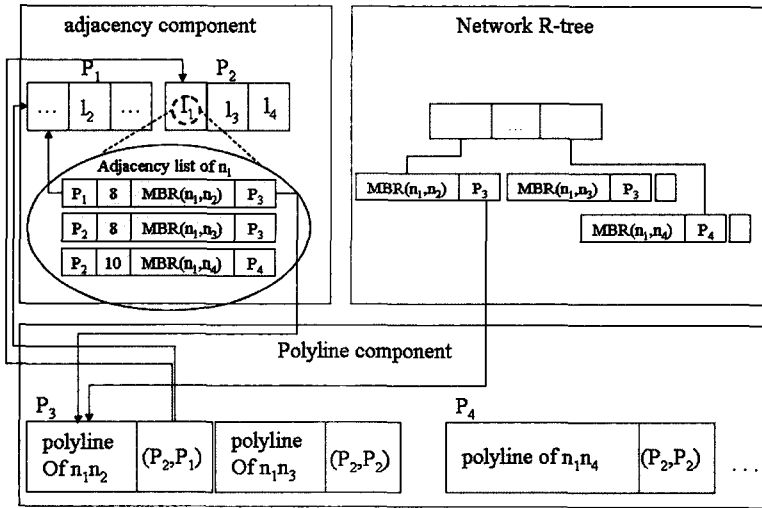 adjacency component
P1 P2
... l2 ... l1 l3 l4
Adjacency list of n1
P1 8 MBR(n1,n2) P3
P2 8 MBR(n1,n3) P3
P2 10 MBR(n1,n4) P4
Network R-tree
...
MBR(n1,n2) P3 MBR(n1,n3) P3
MBR(n1,n4) P4
Polyline component
P3
polyline
Of n1n2
(P2,P1)
polyline
Of n1n3
(P2,P2)
P4
polyline of n1n4 (P2,P2) ...